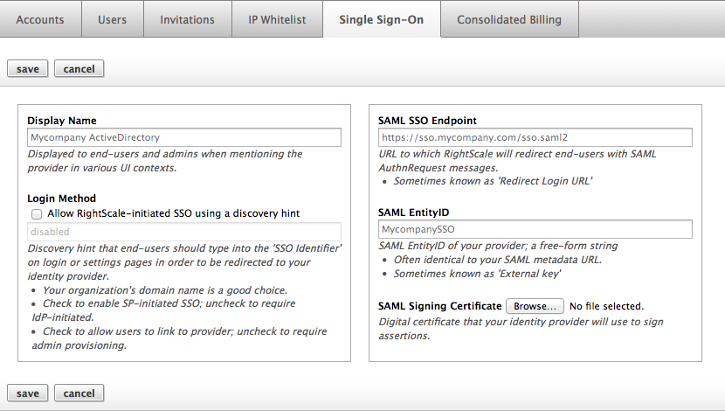 Accounts
Users
Invitations
IP Whitelist
Single Sign-On
Consolidated Billing
save
cancel
Display Name
Mycompany ActiveDirectory
Displayed to end-users and admins when mentioning the
provider in various UI contexts.
Login Method
Allow RightScale-initiated SSO using a discovery hint
disabled
Discovery hint that end-users should type into the 'SSO Identifier'
on login or settings pages in order to be redirected to your
identity provider.
• Your organization's domain name is a good choice.
• Check to enable SP-initiated SSO; uncheck to require
IdP-initiated.
• Check to allow users to link to provider; uncheck to require
admin provisioning.
SAML SSO Endpoint
https://sso.mycompany.com/sso.saml2
URL to which RightScale will redirect end-users with SAML
AuthnRequest messages.
• Sometimes known as 'Redirect Login URL'
SAML EntityID
MycompanySSO
SAML EntityID of your provider; a free-form string
• Often identical to your SAML metadata URL.
• Sometimes known as 'External key'
SAML Signing Certificate Browse... No file selected.
Digital certificate that your identity provider will use to sign
assertions.
save
cancel